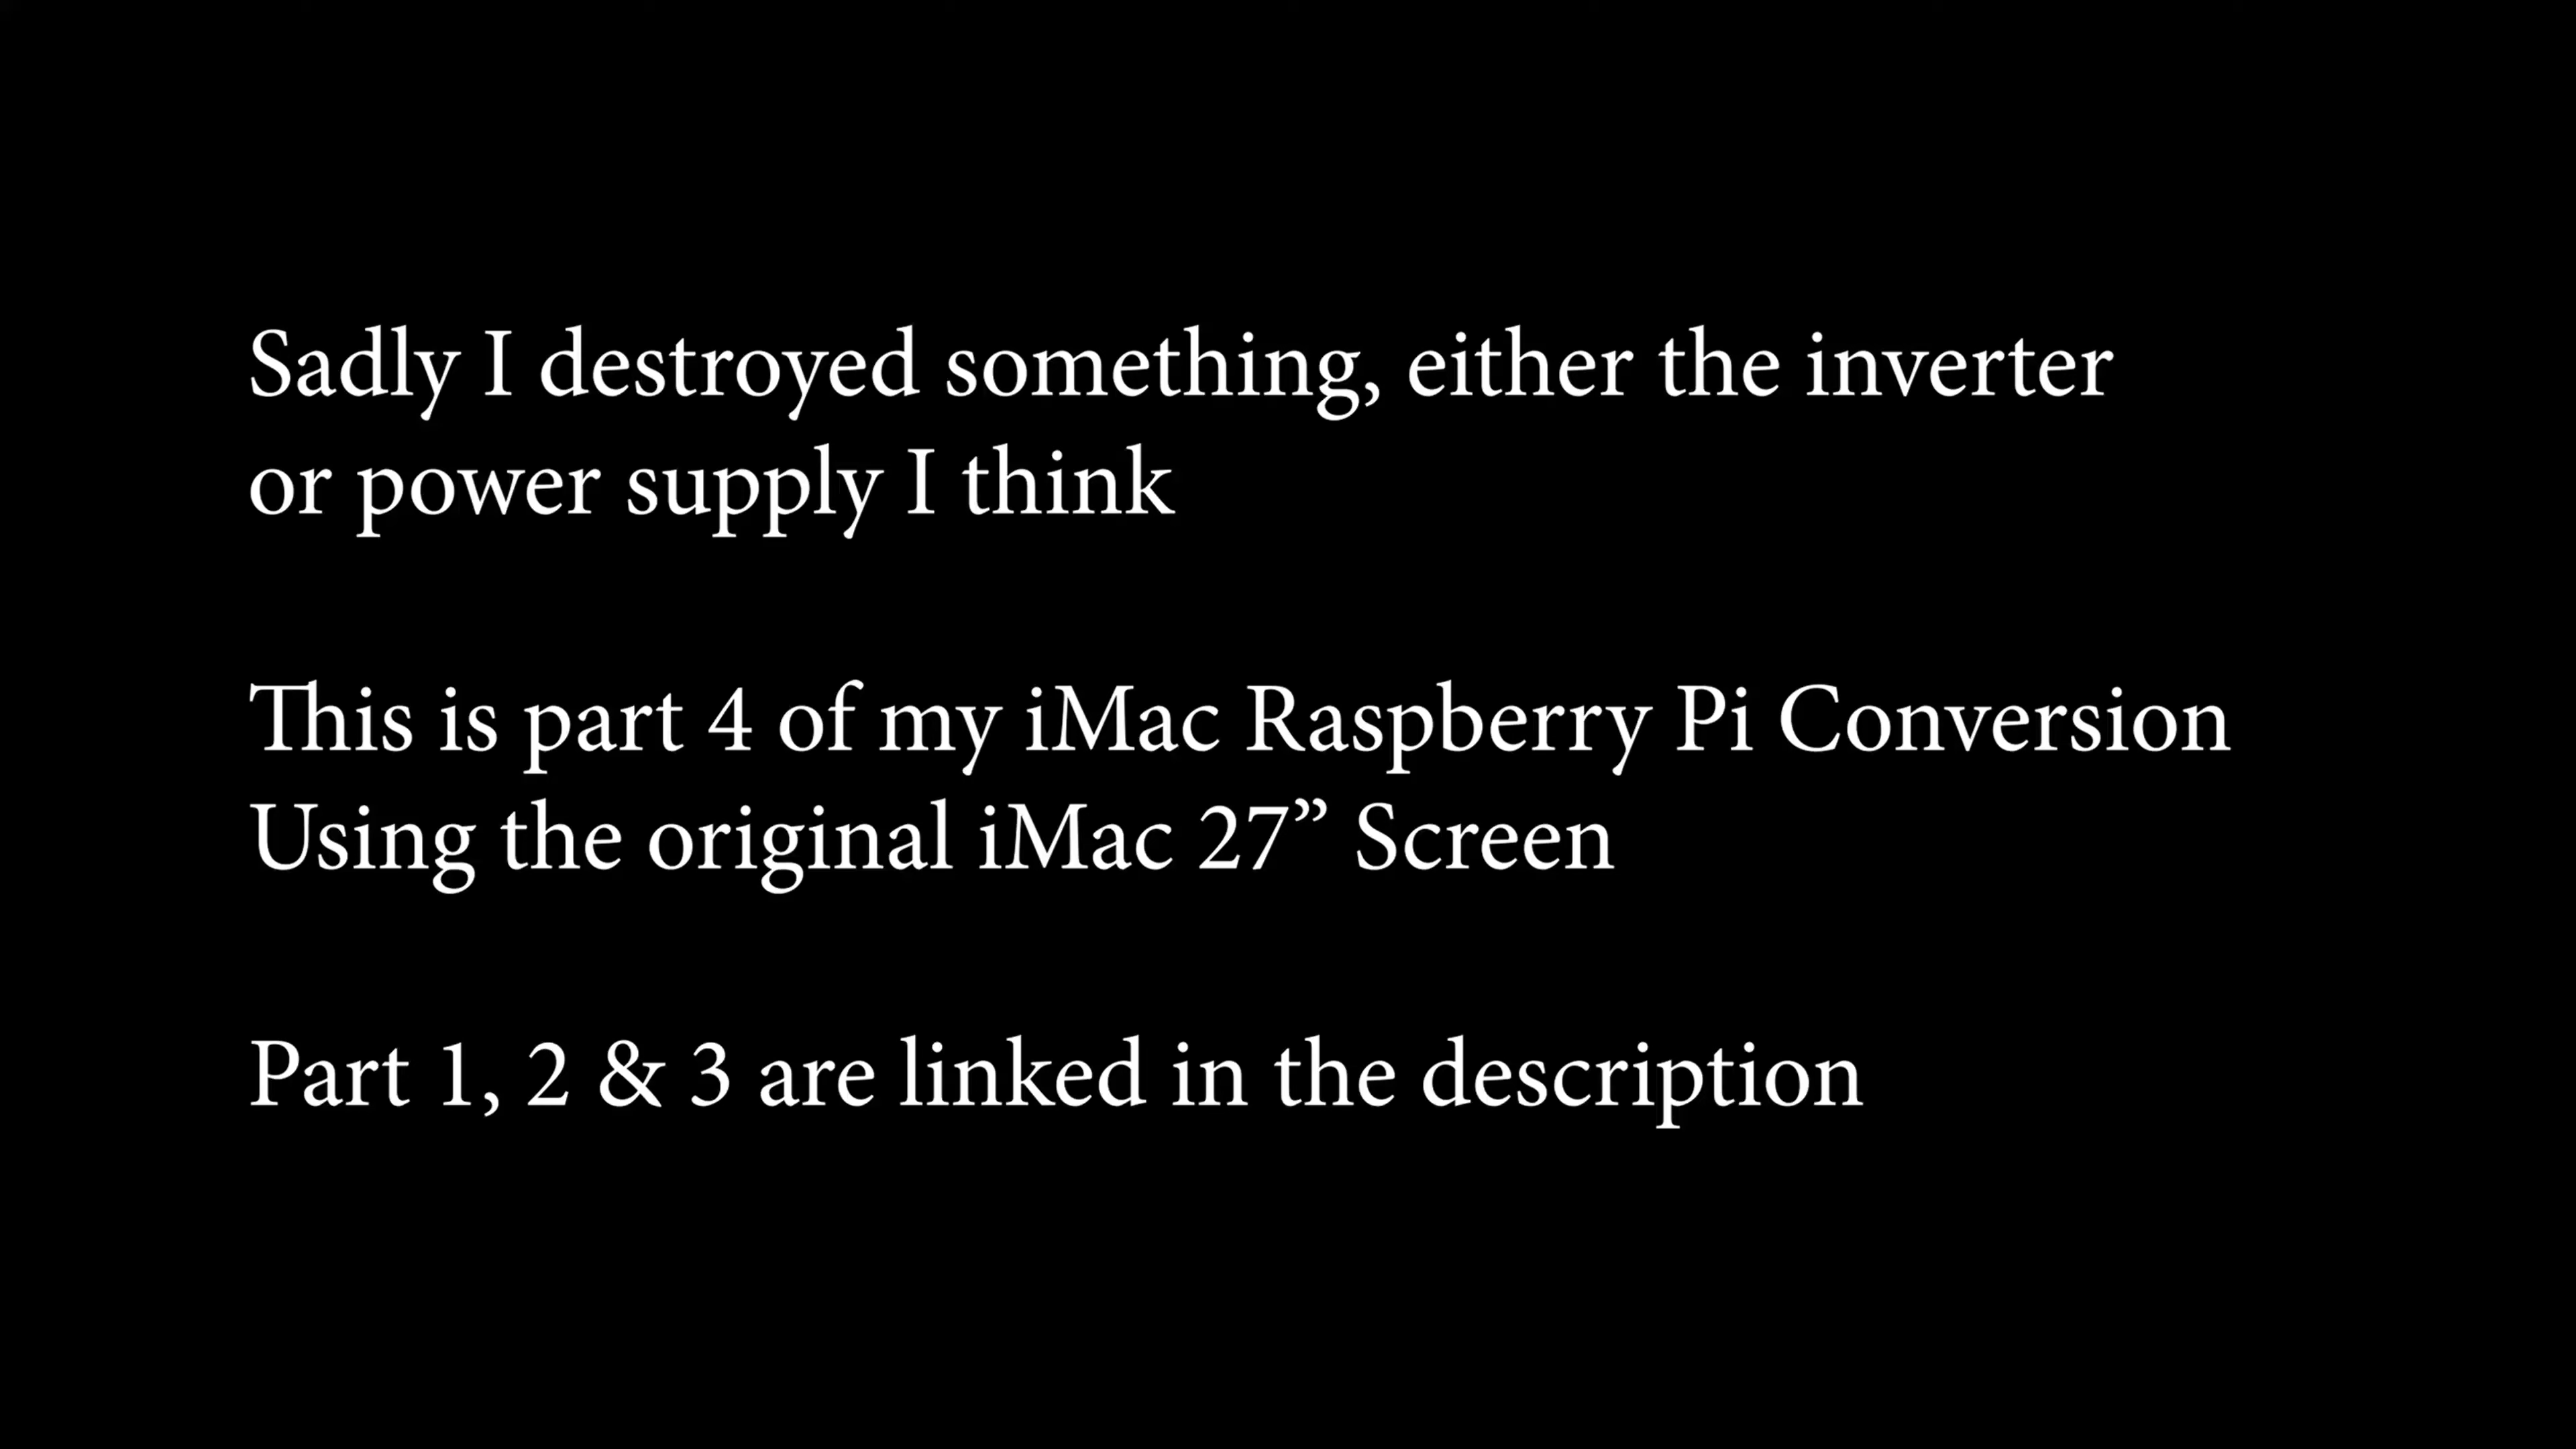 Sadly I destroyed something, either the inverter
or power supply I think
This is part 4 of my iMac Raspberry Pi Conversion
Using the original iMac 27” Screen
Part 1, 2 & 3 are linked in the description